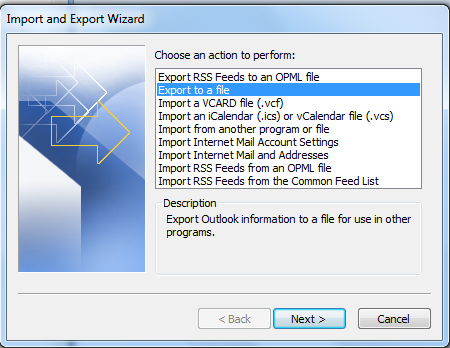 Import and Export Wizard
Choose an action to perform:
Export RSS Feeds to an OPML file
Export to a file
Import a VCARD file (.vcf)
Import an iCalendar (.ics) or vCalendar file (.vcs)
Import from another program or file
Import Internet Mail Account Settings
Import Internet Mail and Addresses
Import RSS Feeds from an OPML file
Import RSS Feeds from the Common Feed List
Description
Export Outlook information to a file for use in other
programs.
< Back
Next >
Cancel